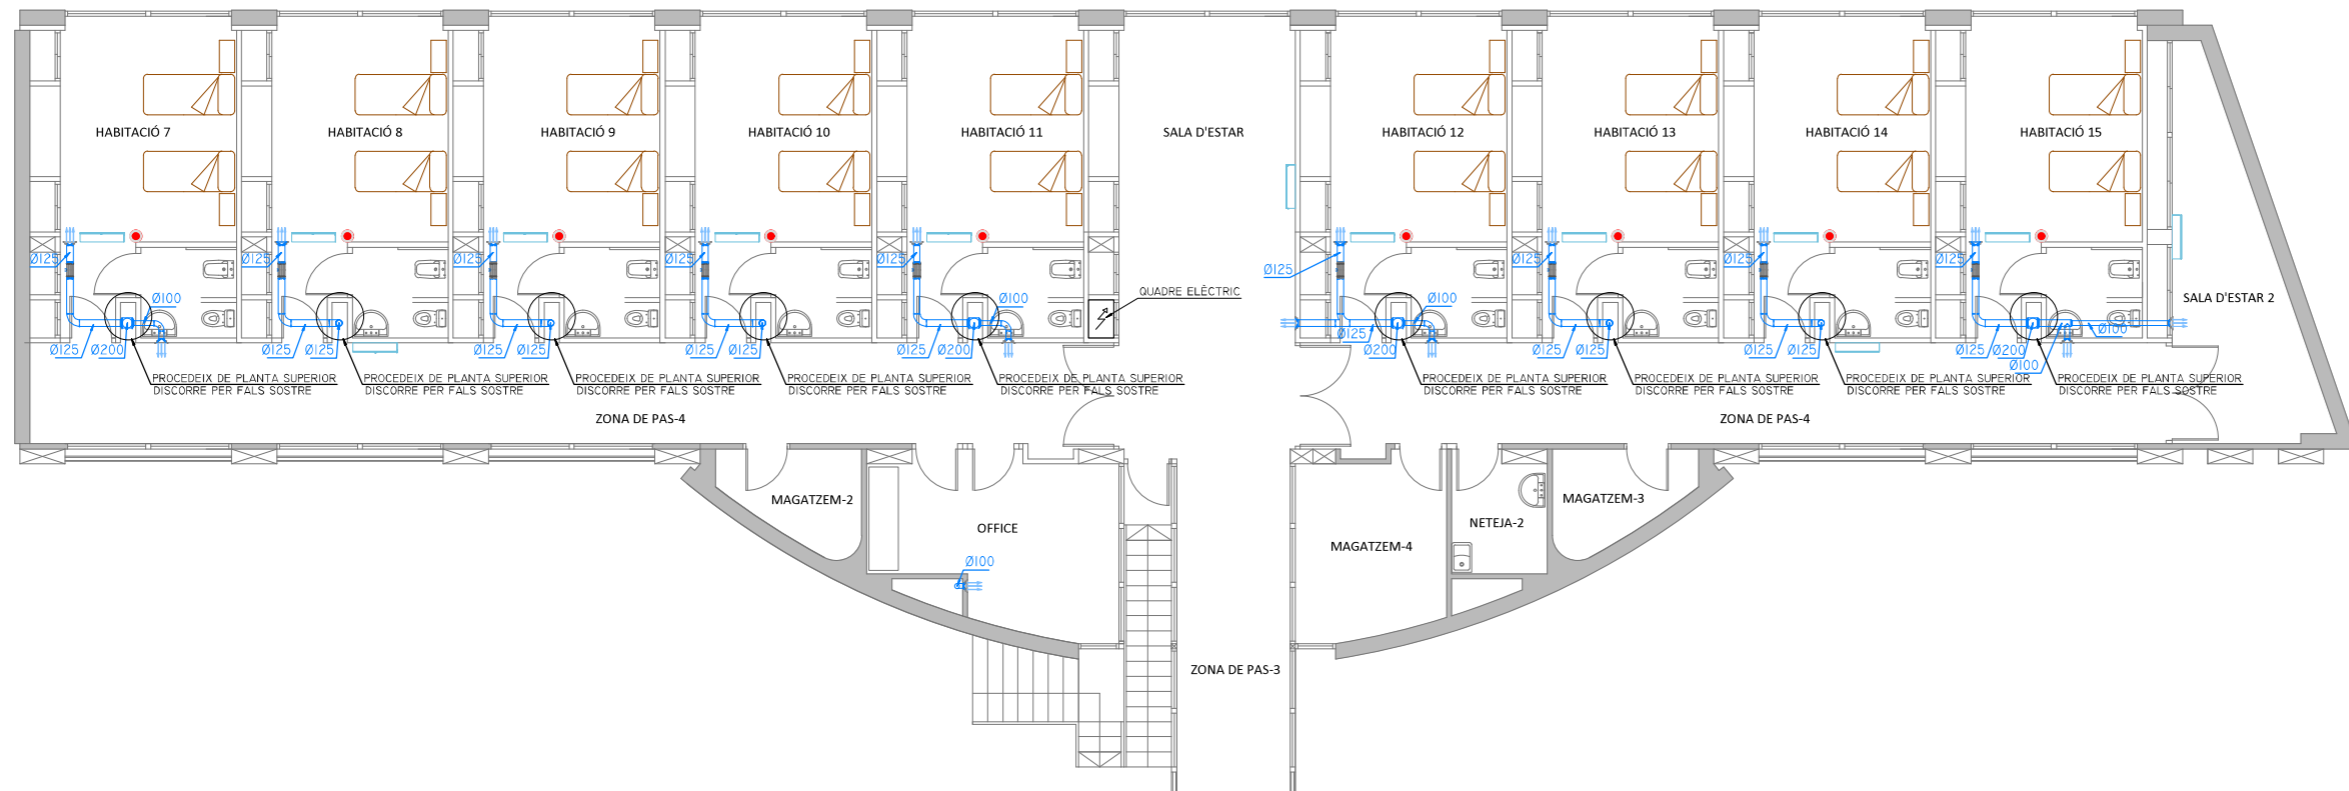 HABITACIÓ 7
HABITACIÓ 8
HABITACIÓ 9
HABITACIÓ 10
HABITACIÓ 11
SALA D'ESTAR
HABITACIÓ 12
HABITACIÓ 13
HABITACIÓ 14
HABITACIÓ 15
Ø125
Ø125
Ø125
Ø125
Ø125
Ø125
Ø125
Ø125
Ø125
QUADRE ELÈCTRIC
SALA D'ESTAR 2
Ø100
Ø100
Ø100
Ø100
Ø125
Ø200
Ø125
Ø125
Ø125
Ø125
Ø125
Ø125
Ø125
Ø200
Ø125
Ø200
Ø125
Ø125
Ø125
Ø125
Ø125
Ø200
Ø100
PROCEDEIX DE PLANTA SUPERIOR
DISCORRE PER FALS SOSTRE
PROCEDEIX DE PLANTA SUPERIOR
DISCORRE PER FALS SOSTRE
PROCEDEIX DE PLANTA SUPERIOR
DISCORRE PER FALS SOSTRE
PROCEDEIX DE PLANTA SUPERIOR
DISCORRE PER FALS SOSTRE
PROCEDEIX DE PLANTA SUPERIOR
DISCORRE PER FALS SOSTRE
PROCEDEIX DE PLANTA SUPERIOR
DISCORRE PER FALS SOSTRE
PROCEDEIX DE PLANTA SUPERIOR
DISCORRE PER FALS SOSTRE
PROCEDEIX DE PLANTA SUPERIOR
DISCORRE PER FALS SOSTRE
PROCEDEIX DE PLANTA SUPERIOR
DISCORRE PER FALS SOSTRE
ZONA DE PAS-4
ZONA DE PAS-4
MAGATZEM-2
OFFICE
MAGATZEM-4
NETEJA-2
MAGATZEM-3
Ø100
ZONA DE PAS-3